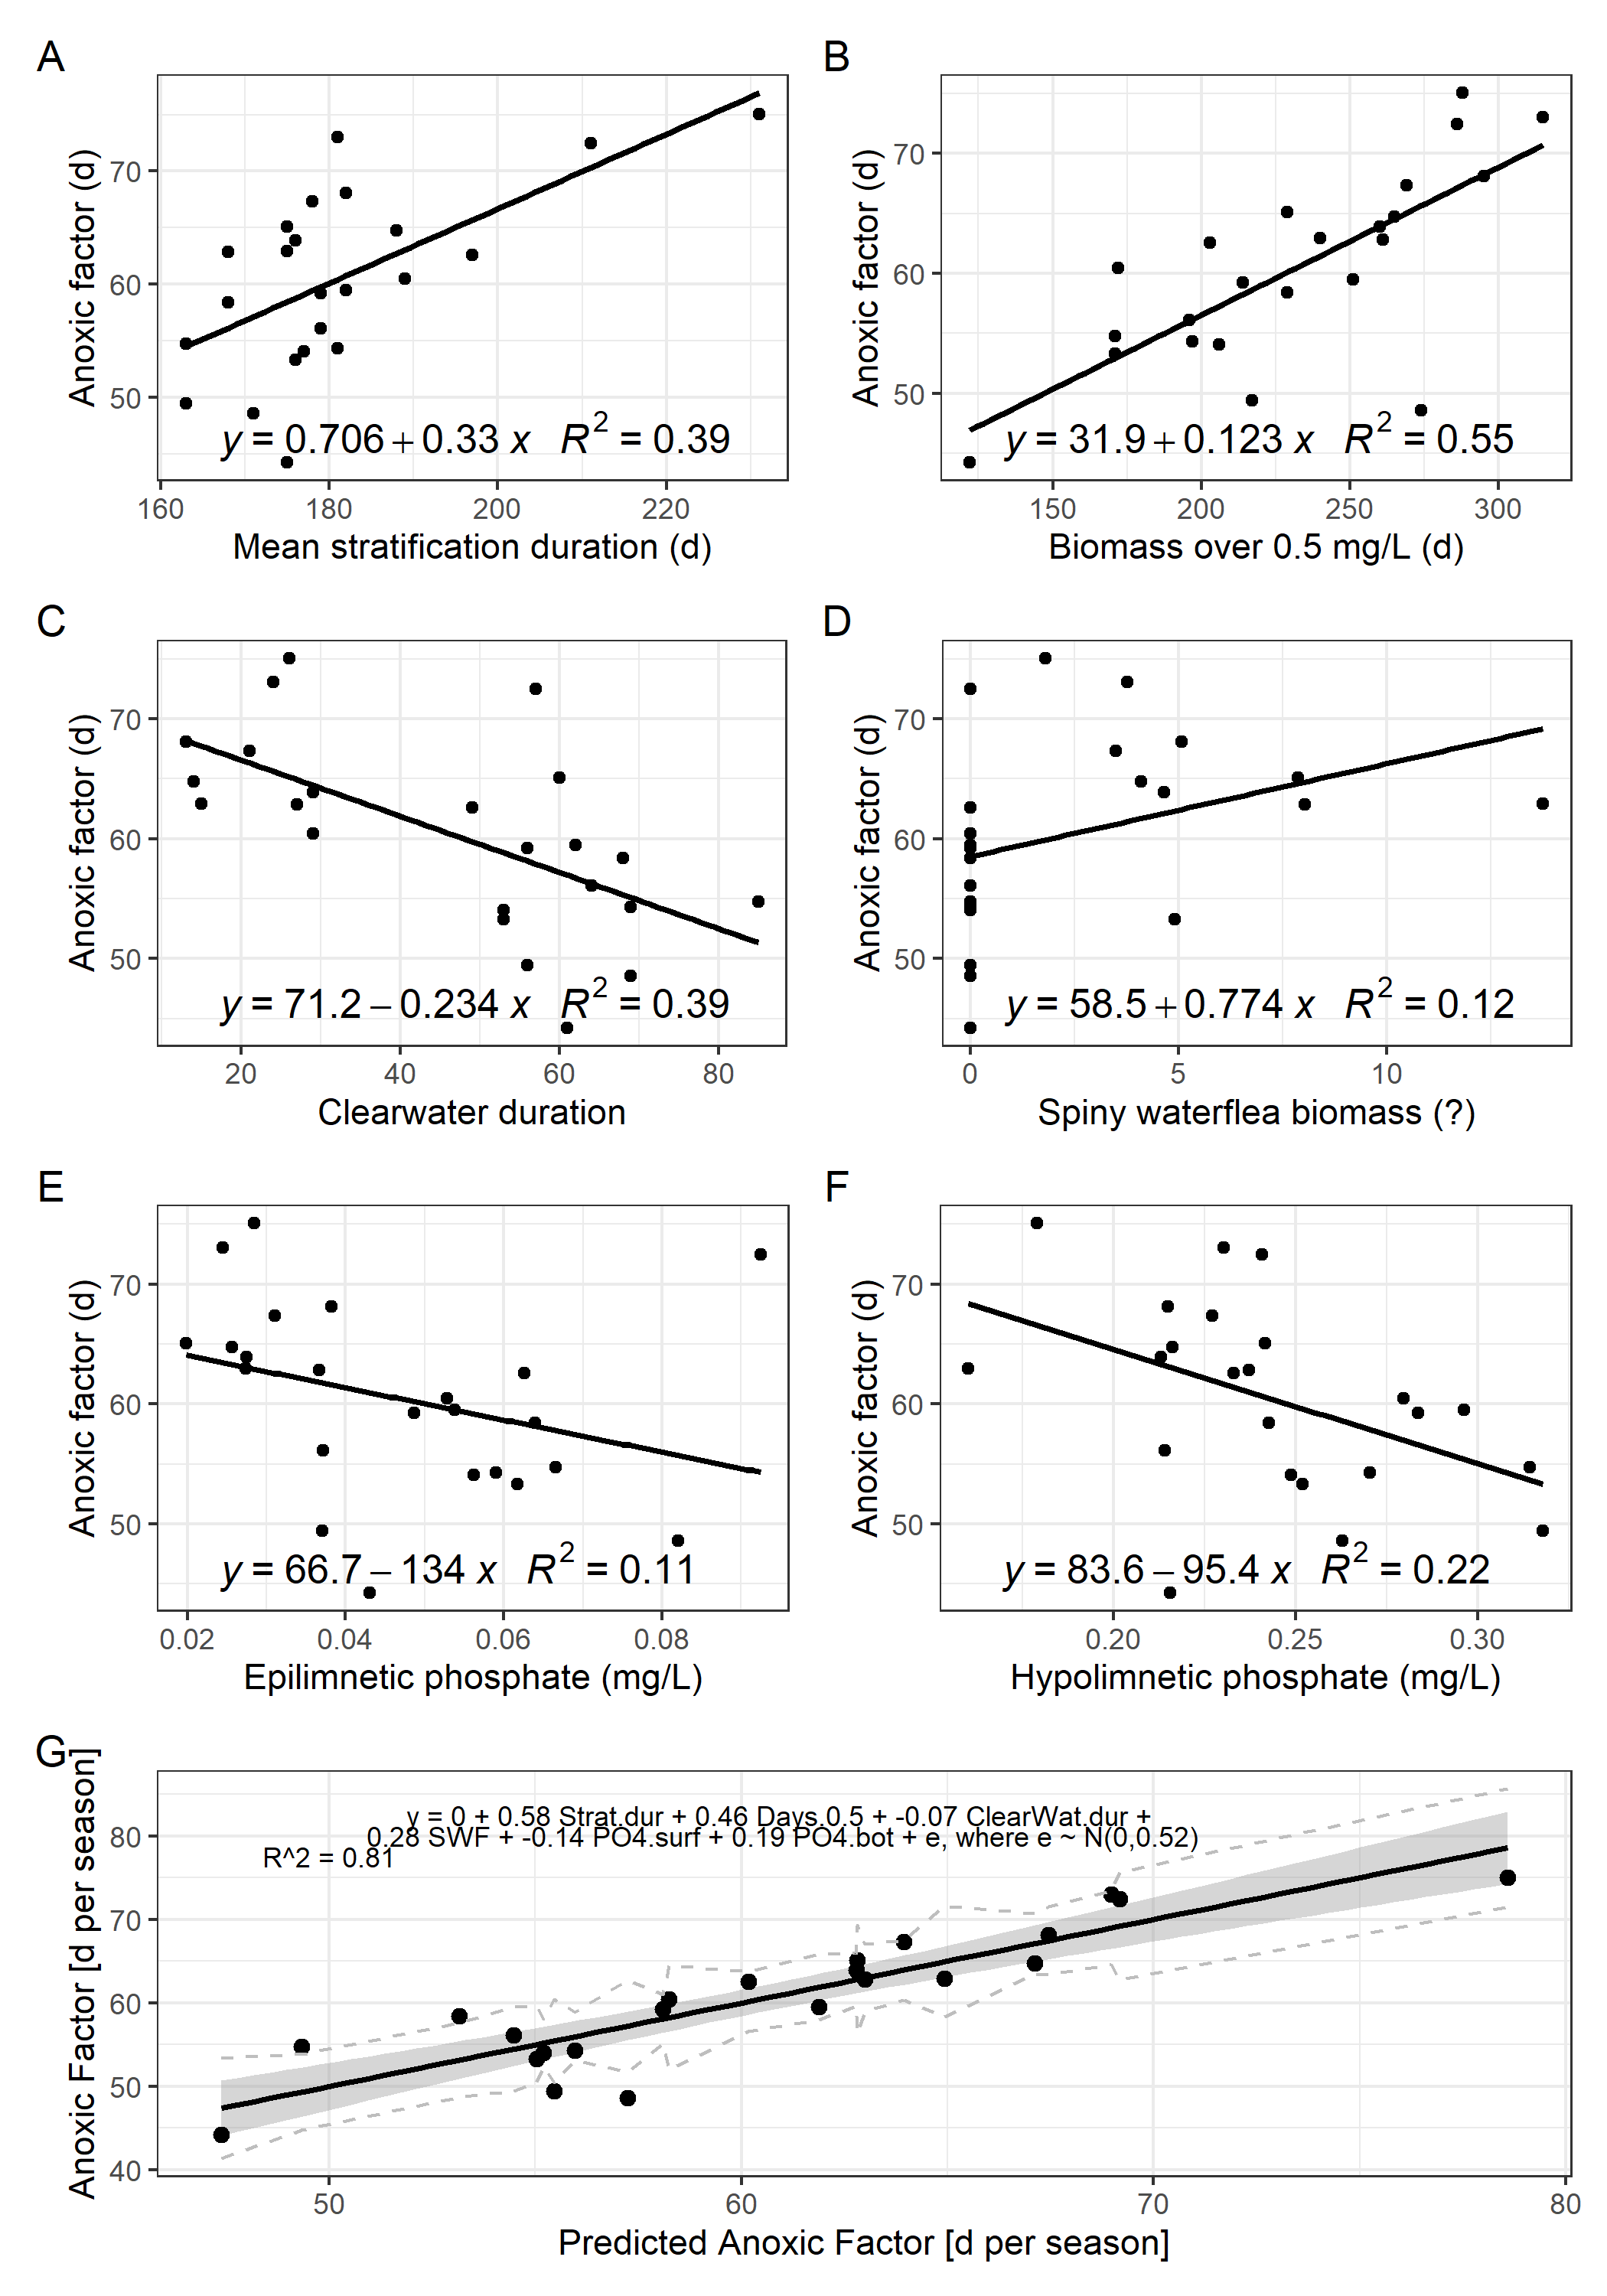 A
Anoxic factor (d)
70
60
50
y = 0.706 + 0.33 x R² = 0.39
160 180 200 220
Mean stratification duration (d)
B
Anoxic factor (d)
70
60
50
y = 31.9 + 0.123 x R² = 0.55
150 200 250 300
Biomass over 0.5 mg/L (d)
C
Anoxic factor (d)
70
60
50
y = 71.2 − 0.234 x R² = 0.39
20 40 60 80
Clearwater duration
D
Anoxic factor (d)
70
60
50
y = 58.5 + 0.774 x R² = 0.12
0 5 10
Spiny waterflea biomass (?)
E
Anoxic factor (d)
70
60
50
y = 66.7 − 134 x R² = 0.11
0.02 0.04 0.06 0.08
Epilimnetic phosphate (mg/L)
F
Anoxic factor (d)
70
60
50
y = 83.6 − 95.4 x R² = 0.22
0.20 0.25 0.30
Hypolimnetic phosphate (mg/L)
G
Anoxic Factor [d per season]
80
70
60
50
40
y = 0 + 0.58 Strat.dur + 0.46 Days.0.5 + -0.07 ClearWat.dur +
0.28 SWF + -0.14 PO4.surf + 0.19 PO4.bot + e, where e ~ N(0,0.52)
R^2 = 0.81
50 60 70 80
Predicted Anoxic Factor [d per season]